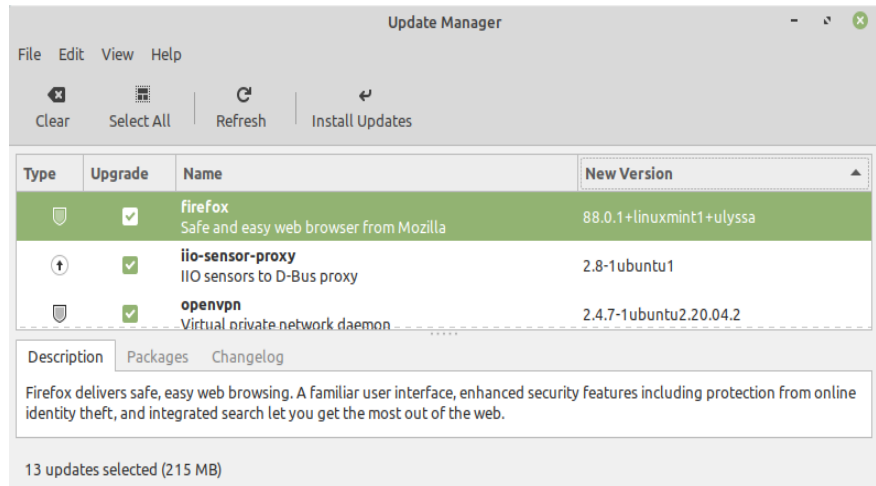 Update Manager
File Edit View Help
Clear Select All Refresh Install Updates
Type Upgrade Name New Version
firefox
Safe and easy web browser from Mozilla
88.0.1+linuxmint1+ulyssa
iio-sensor-proxy
IIO sensors to D-Bus proxy
2.8-1ubuntu1
openvpn
Virtual private network daemon
2.4.7-1ubuntu2.20.04.2
Description Packages Changelog
Firefox delivers safe, easy web browsing. A familiar user interface, enhanced security features including protection from online
identity theft, and integrated search let you get the most out of the web.
13 updates selected (215 MB)